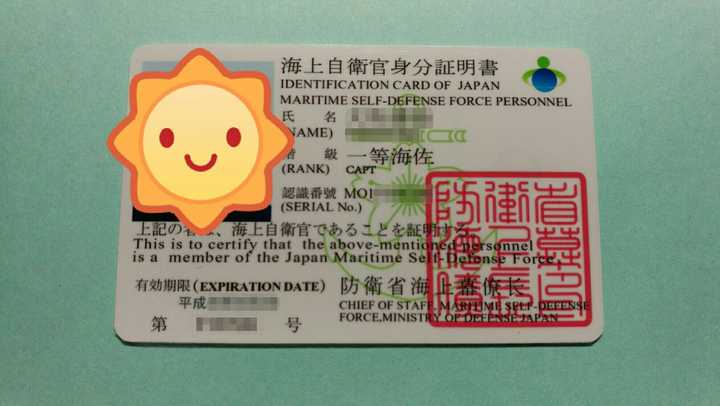 海上自衛官身分証明書
IDENTIFICATION CARD OF JAPAN
MARITIME SELF-DEFENSE FORCE PERSONNEL
氏 名
(NAME)
階 級 一等海佐
(RANK) CAPT
認識番號 MO1
(SERIAL No.)
上記の者は、海上自衛官であることを証明する。
This is to certify that the above-mentioned personnel
is a member of the Japan Maritime Self-Defense Force.
有効期限 (EXPIRATION DATE)
平成
第 号
防衛省海上幕僚长
CHIEF OF STAFF, MARITIME SELF-DEFENSE
FORCE,MINISTRY OF DEFENSE JAPAN